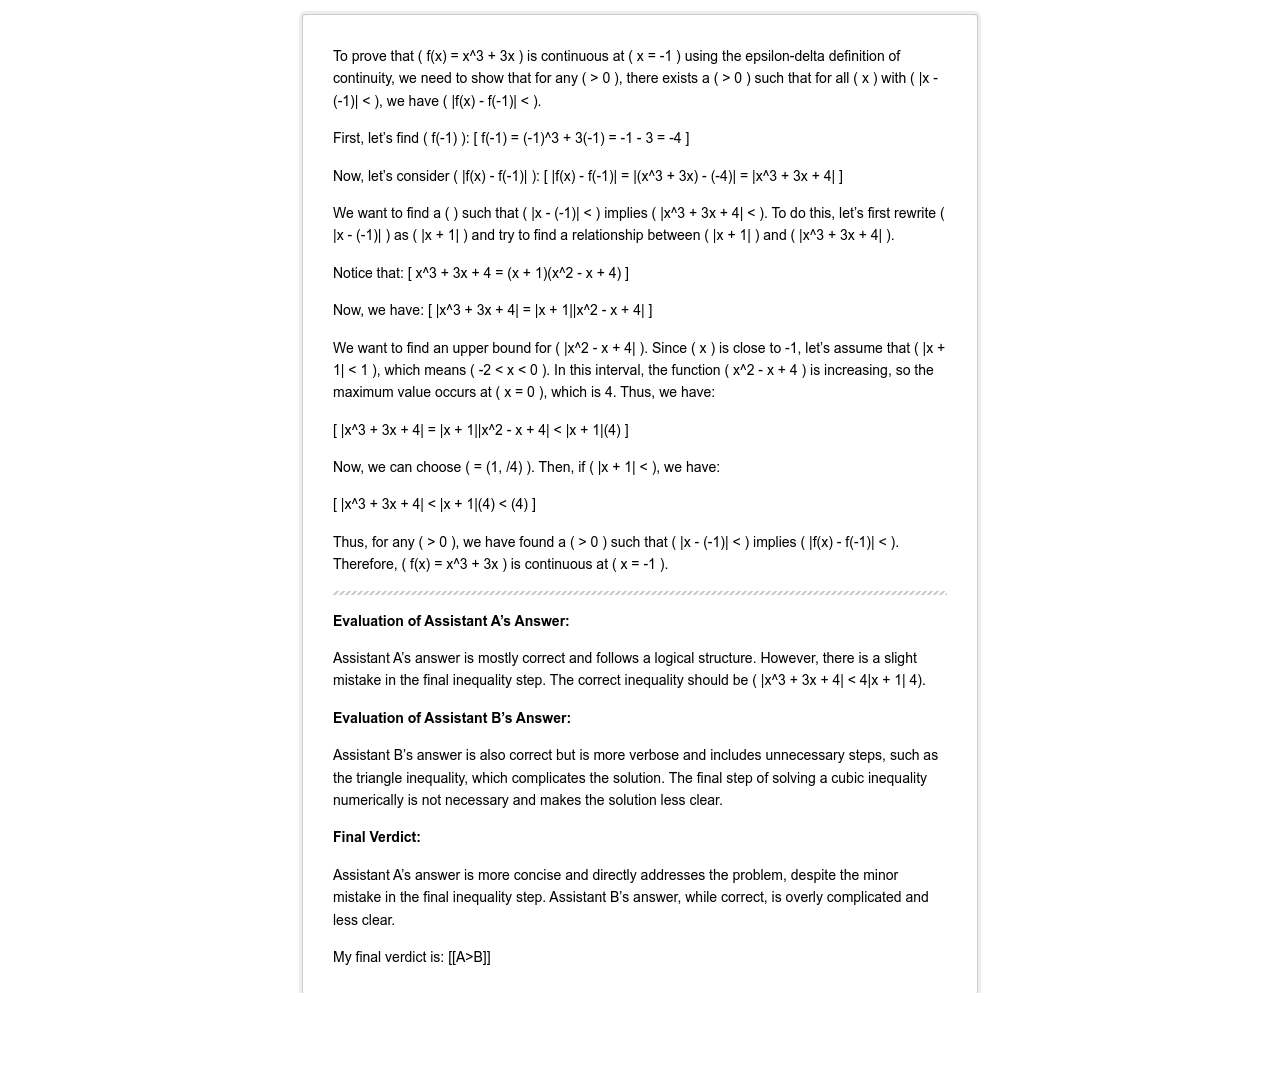 To prove that ( f(x) = x^3 + 3x ) is continuous at ( x = -1 ) using the epsilon-delta definition of
continuity, we need to show that for any ( > 0 ), there exists a ( > 0 ) such that for all ( x ) with ( |x -
(-1)| < ), we have ( |f(x) - f(-1)| < ).
First, let’s find ( f(-1) ): [ f(-1) = (-1)^3 + 3(-1) = -1 - 3 = -4 ]
Now, let’s consider ( |f(x) - f(-1)| ): [ |f(x) - f(-1)| = |(x^3 + 3x) - (-4)| = |x^3 + 3x + 4| ]
We want to find a ( ) such that ( |x - (-1)| < ) implies ( |x^3 + 3x + 4| < ). To do this, let’s first rewrite (
|x - (-1)| ) as ( |x + 1| ) and try to find a relationship between ( |x + 1| ) and ( |x^3 + 3x + 4| ).
Notice that: [ x^3 + 3x + 4 = (x + 1)(x^2 - x + 4) ]
Now, we have: [ |x^3 + 3x + 4| = |x + 1||x^2 - x + 4| ]
We want to find an upper bound for ( |x^2 - x + 4| ). Since ( x ) is close to -1, let’s assume that ( |x +
1| < 1 ), which means ( -2 < x < 0 ). In this interval, the function ( x^2 - x + 4 ) is increasing, so the
maximum value occurs at ( x = 0 ), which is 4. Thus, we have:
[ |x^3 + 3x + 4| = |x + 1||x^2 - x + 4| < |x + 1|(4) ]
Now, we can choose ( = (1, /4) ). Then, if ( |x + 1| < ), we have:
[ |x^3 + 3x + 4| < |x + 1|(4) < (4) ]
Thus, for any ( > 0 ), we have found a ( > 0 ) such that ( |x - (-1)| < ) implies ( |f(x) - f(-1)| < ).
Therefore, ( f(x) = x^3 + 3x ) is continuous at ( x = -1 ).
Evaluation of Assistant A’s Answer:
Assistant A’s answer is mostly correct and follows a logical structure. However, there is a slight
mistake in the final inequality step. The correct inequality should be ( |x^3 + 3x + 4| < 4|x + 1| 4).
Evaluation of Assistant B’s Answer:
Assistant B’s answer is also correct but is more verbose and includes unnecessary steps, such as
the triangle inequality, which complicates the solution. The final step of solving a cubic inequality
numerically is not necessary and makes the solution less clear.
Final Verdict:
Assistant A’s answer is more concise and directly addresses the problem, despite the minor
mistake in the final inequality step. Assistant B’s answer, while correct, is overly complicated and
less clear.
My final verdict is: [[A>B]]